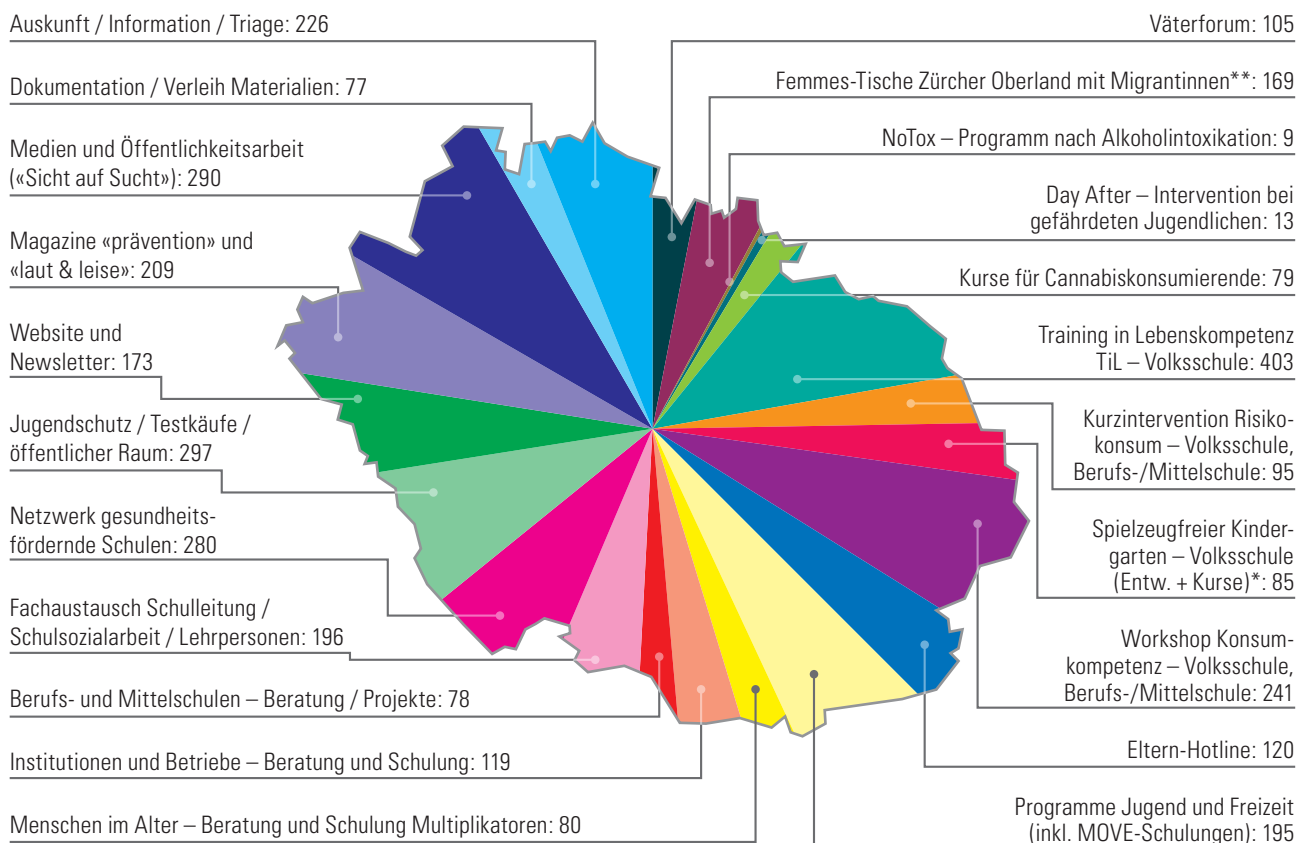 Auskunft / Information / Triage: 226
Dokumentation / Verleih Materialien: 77
Medien und Öffentlichkeitsarbeit
(«Sicht auf Sucht»): 290
Magazine «prävention» und
«laut & leise»: 209
Website und
Newsletter: 173
Jugendschutz / Testkäufe /
öffentlicher Raum: 297
Netzwerk gesundheits-
fördernde Schulen: 280
Fachaustausch Schulleitung /
Schulsozialarbeit / Lehrpersonen: 196
Berufs- und Mittelschulen – Beratung / Projekte: 78
Institutionen und Betriebe – Beratung und Schulung: 119
Menschen im Alter – Beratung und Schulung Multiplikatoren: 80
Väterforum: 105
Femmes-Tische Zürcher Oberland mit Migrantinnen**: 169
NoTox – Programm nach Alkoholintoxikation: 9
Day After – Intervention bei
gefährdeten Jugendlichen: 13
Kurse für Cannabiskonsumierende: 79
Training in Lebenskompetenz
TiL – Volksschule: 403
Kurzintervention Risiko-
konsum – Volksschule,
Berufs-/Mittelschule: 95
Spielzeugfreier Kinder-
garten – Volksschule
(Entw. + Kurse)*: 85
Workshop Konsum-
kompetenz – Volksschule,
Berufs-/Mittelschule: 241
Eltern-Hotline: 120
Programme Jugend und Freizeit
(inkl. MOVE-Schulungen): 195